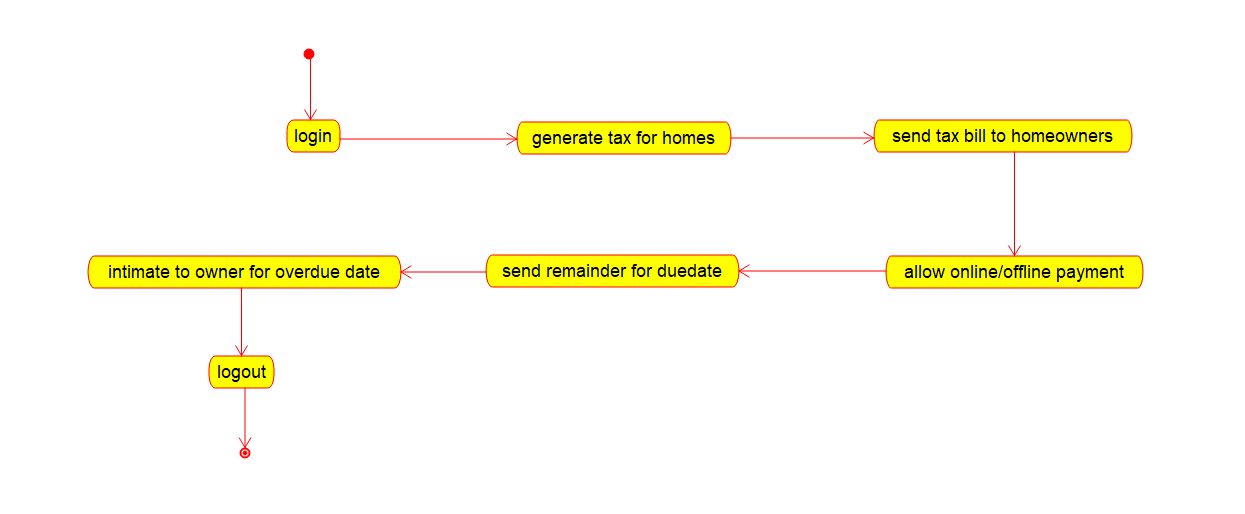 login
generate tax for homes
send tax bill to homeowners
allow online/offline payment
send remainder for duedate
intimate to owner for overdue date
logout